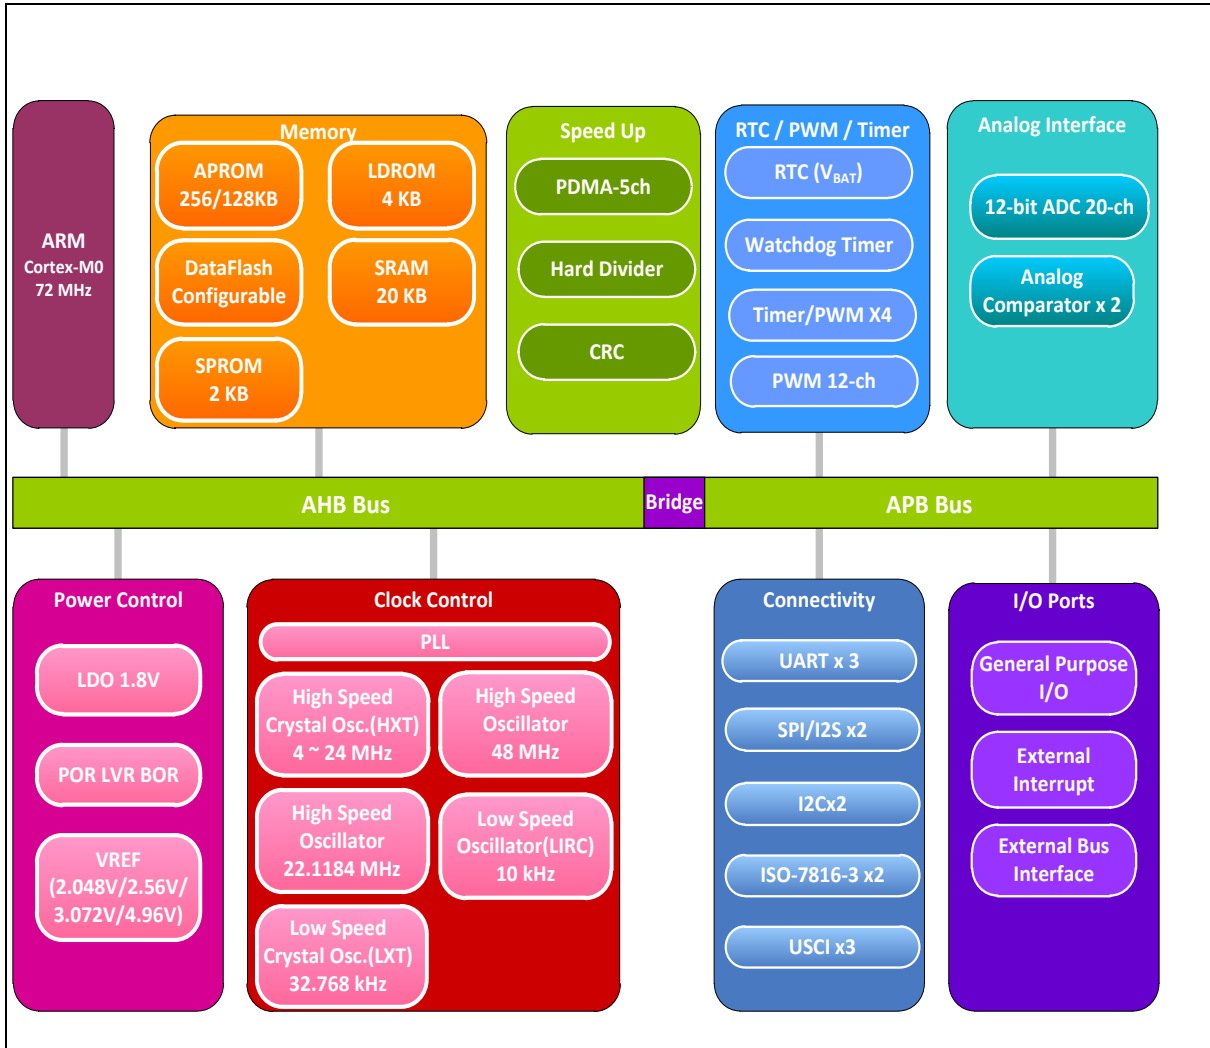 ARM
Cortex-M0
72 MHz
Memory
APROM
256/128KB
LDROM
4 KB
DataFlash
Configurable
SRAM
20 KB
SPROM
2 KB
Speed Up
PDMA-5ch
Hard Divider
CRC
RTC / PWM / Timer
RTC (VBAT)
Watchdog Timer
Timer/PWM X4
PWM 12-ch
Analog Interface
12-bit ADC 20-ch
Analog
Comparator x 2
AHB Bus
Bridge
APB Bus
Power Control
LDO 1.8V
POR LVR BOR
VREF
(2.048V/2.56V/
3.072V/4.96V)
Clock Control
PLL
High Speed
Crystal Osc.(HXT)
4 ~ 24 MHz
High Speed
Oscillator
48 MHz
High Speed
Oscillator
22.1184 MHz
Low Speed
Oscillator(LIRC)
10 kHz
Low Speed
Crystal Osc.(LXT)
32.768 kHz
Connectivity
UART x 3
SPI/I2S x2
I2Cx2
ISO-7816-3 x2
USCI x3
I/O Ports
General Purpose
I/O
External
Interrupt
External Bus
Interface